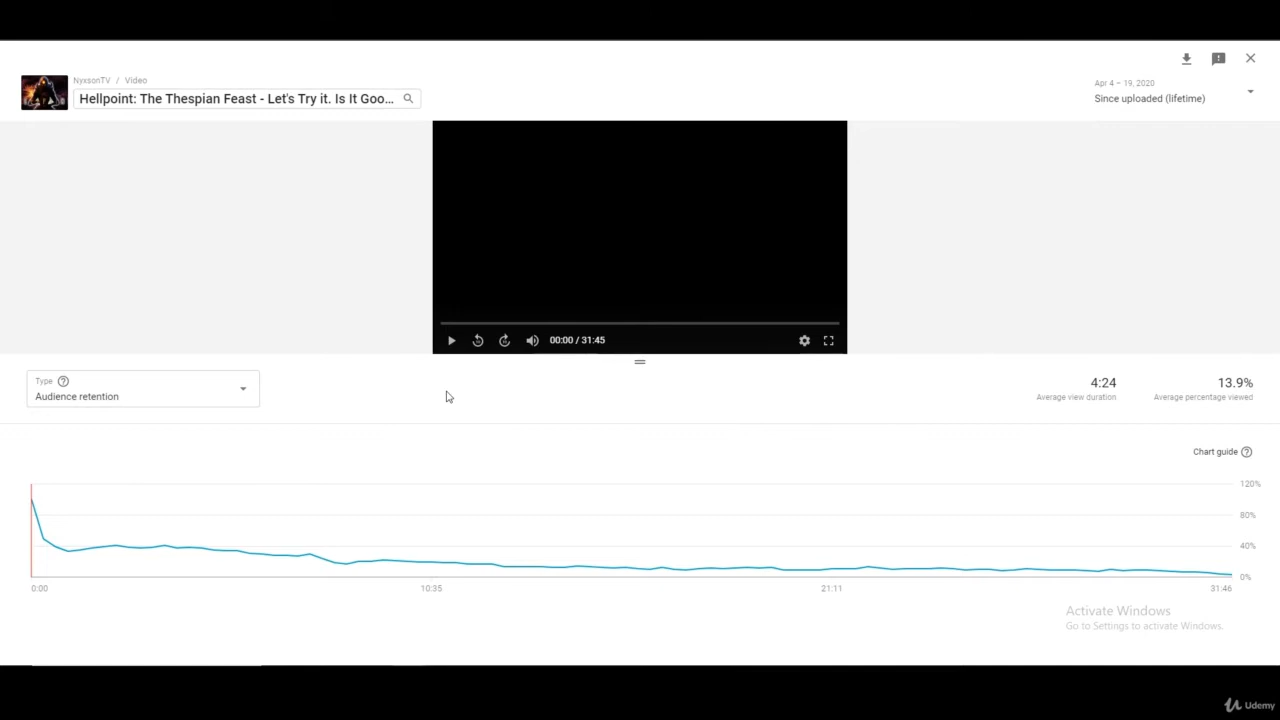 NyxsonTV / Video
Hellpoint: The Thespian Feast - Let's Try it. Is It Goo...
Apr 4 – 19, 2020
Since uploaded (lifetime)
00:00 / 31:45
Type
Audience retention
4:24
Average view duration
13.9%
Average percentage viewed
Chart guide
120%
80%
40%
0%
0:00
10:35
21:11
31:46
Activate Windows
Go to Settings to activate Windows.
Udemy